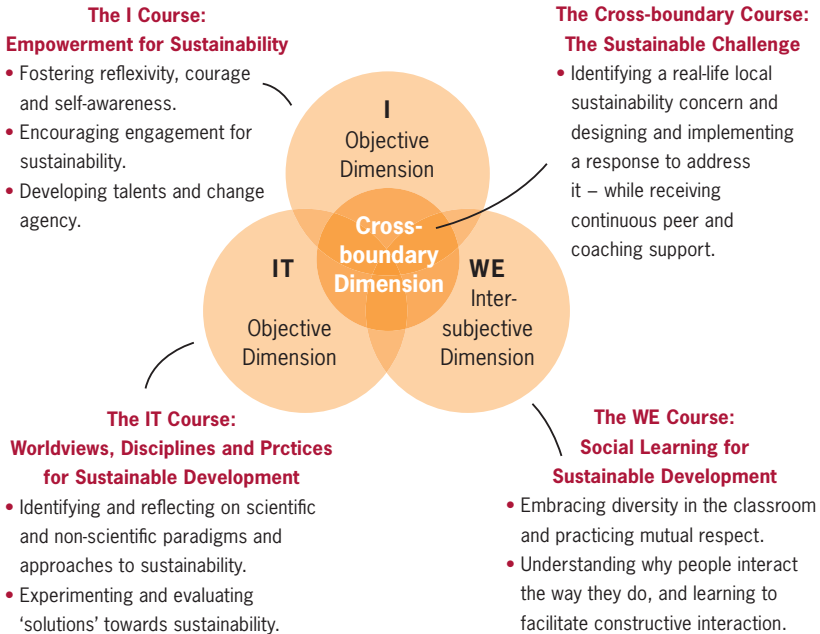 The I Course:
Empowerment for Sustainability
• Fostering reflexivity, courage
and self-awareness.
• Encouraging engagement for
sustainability.
• Developing talents and change
agency.
The Cross-boundary Course:
The Sustainable Challenge
• Identifying a real-life local
sustainability concern and
designing and implementing
a response to address
it – while receiving
continuous peer and
coaching support.
I
Objective
Dimension
Cross-
boundary
Dimension
IT
Objective
Dimension
WE
Inter-
subjective
Dimension
The IT Course:
Worldviews, Disciplines and Prctices
for Sustainable Development
• Identifying and reflecting on scientific
and non-scientific paradigms and
approaches to sustainability.
• Experimenting and evaluating
‘solutions’ towards sustainability.
The WE Course:
Social Learning for
Sustainable Development
• Embracing diversity in the classroom
and practicing mutual respect.
• Understanding why people interact
the way they do, and learning to
facilitate constructive interaction.